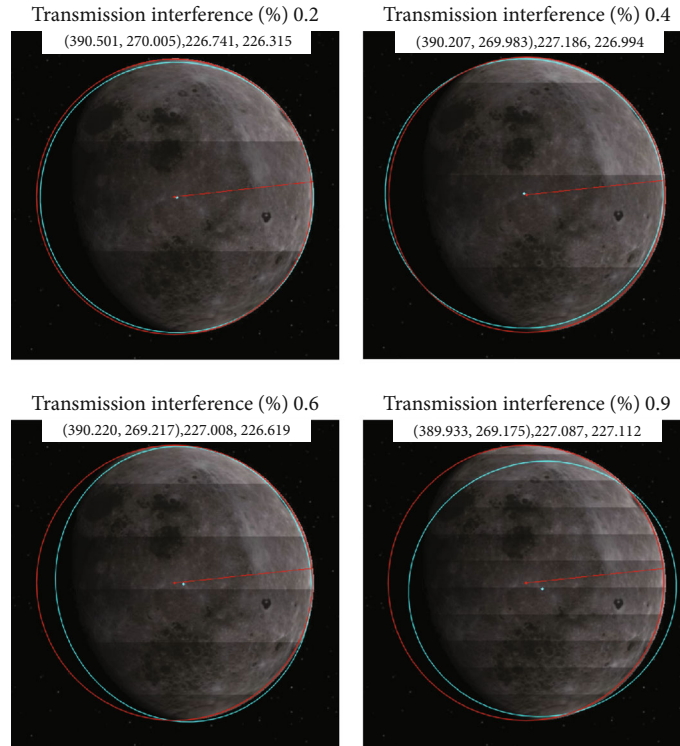 Transmission interference (%) 0.2
(390.501, 270.005),226.741, 226.315
Transmission interference (%) 0.4
(390.207, 269.983),227.186, 226.994
Transmission interference (%) 0.6
(390.220, 269.217),227.008, 226.619
Transmission interference (%) 0.9
(389.933, 269.175),227.087, 227.112